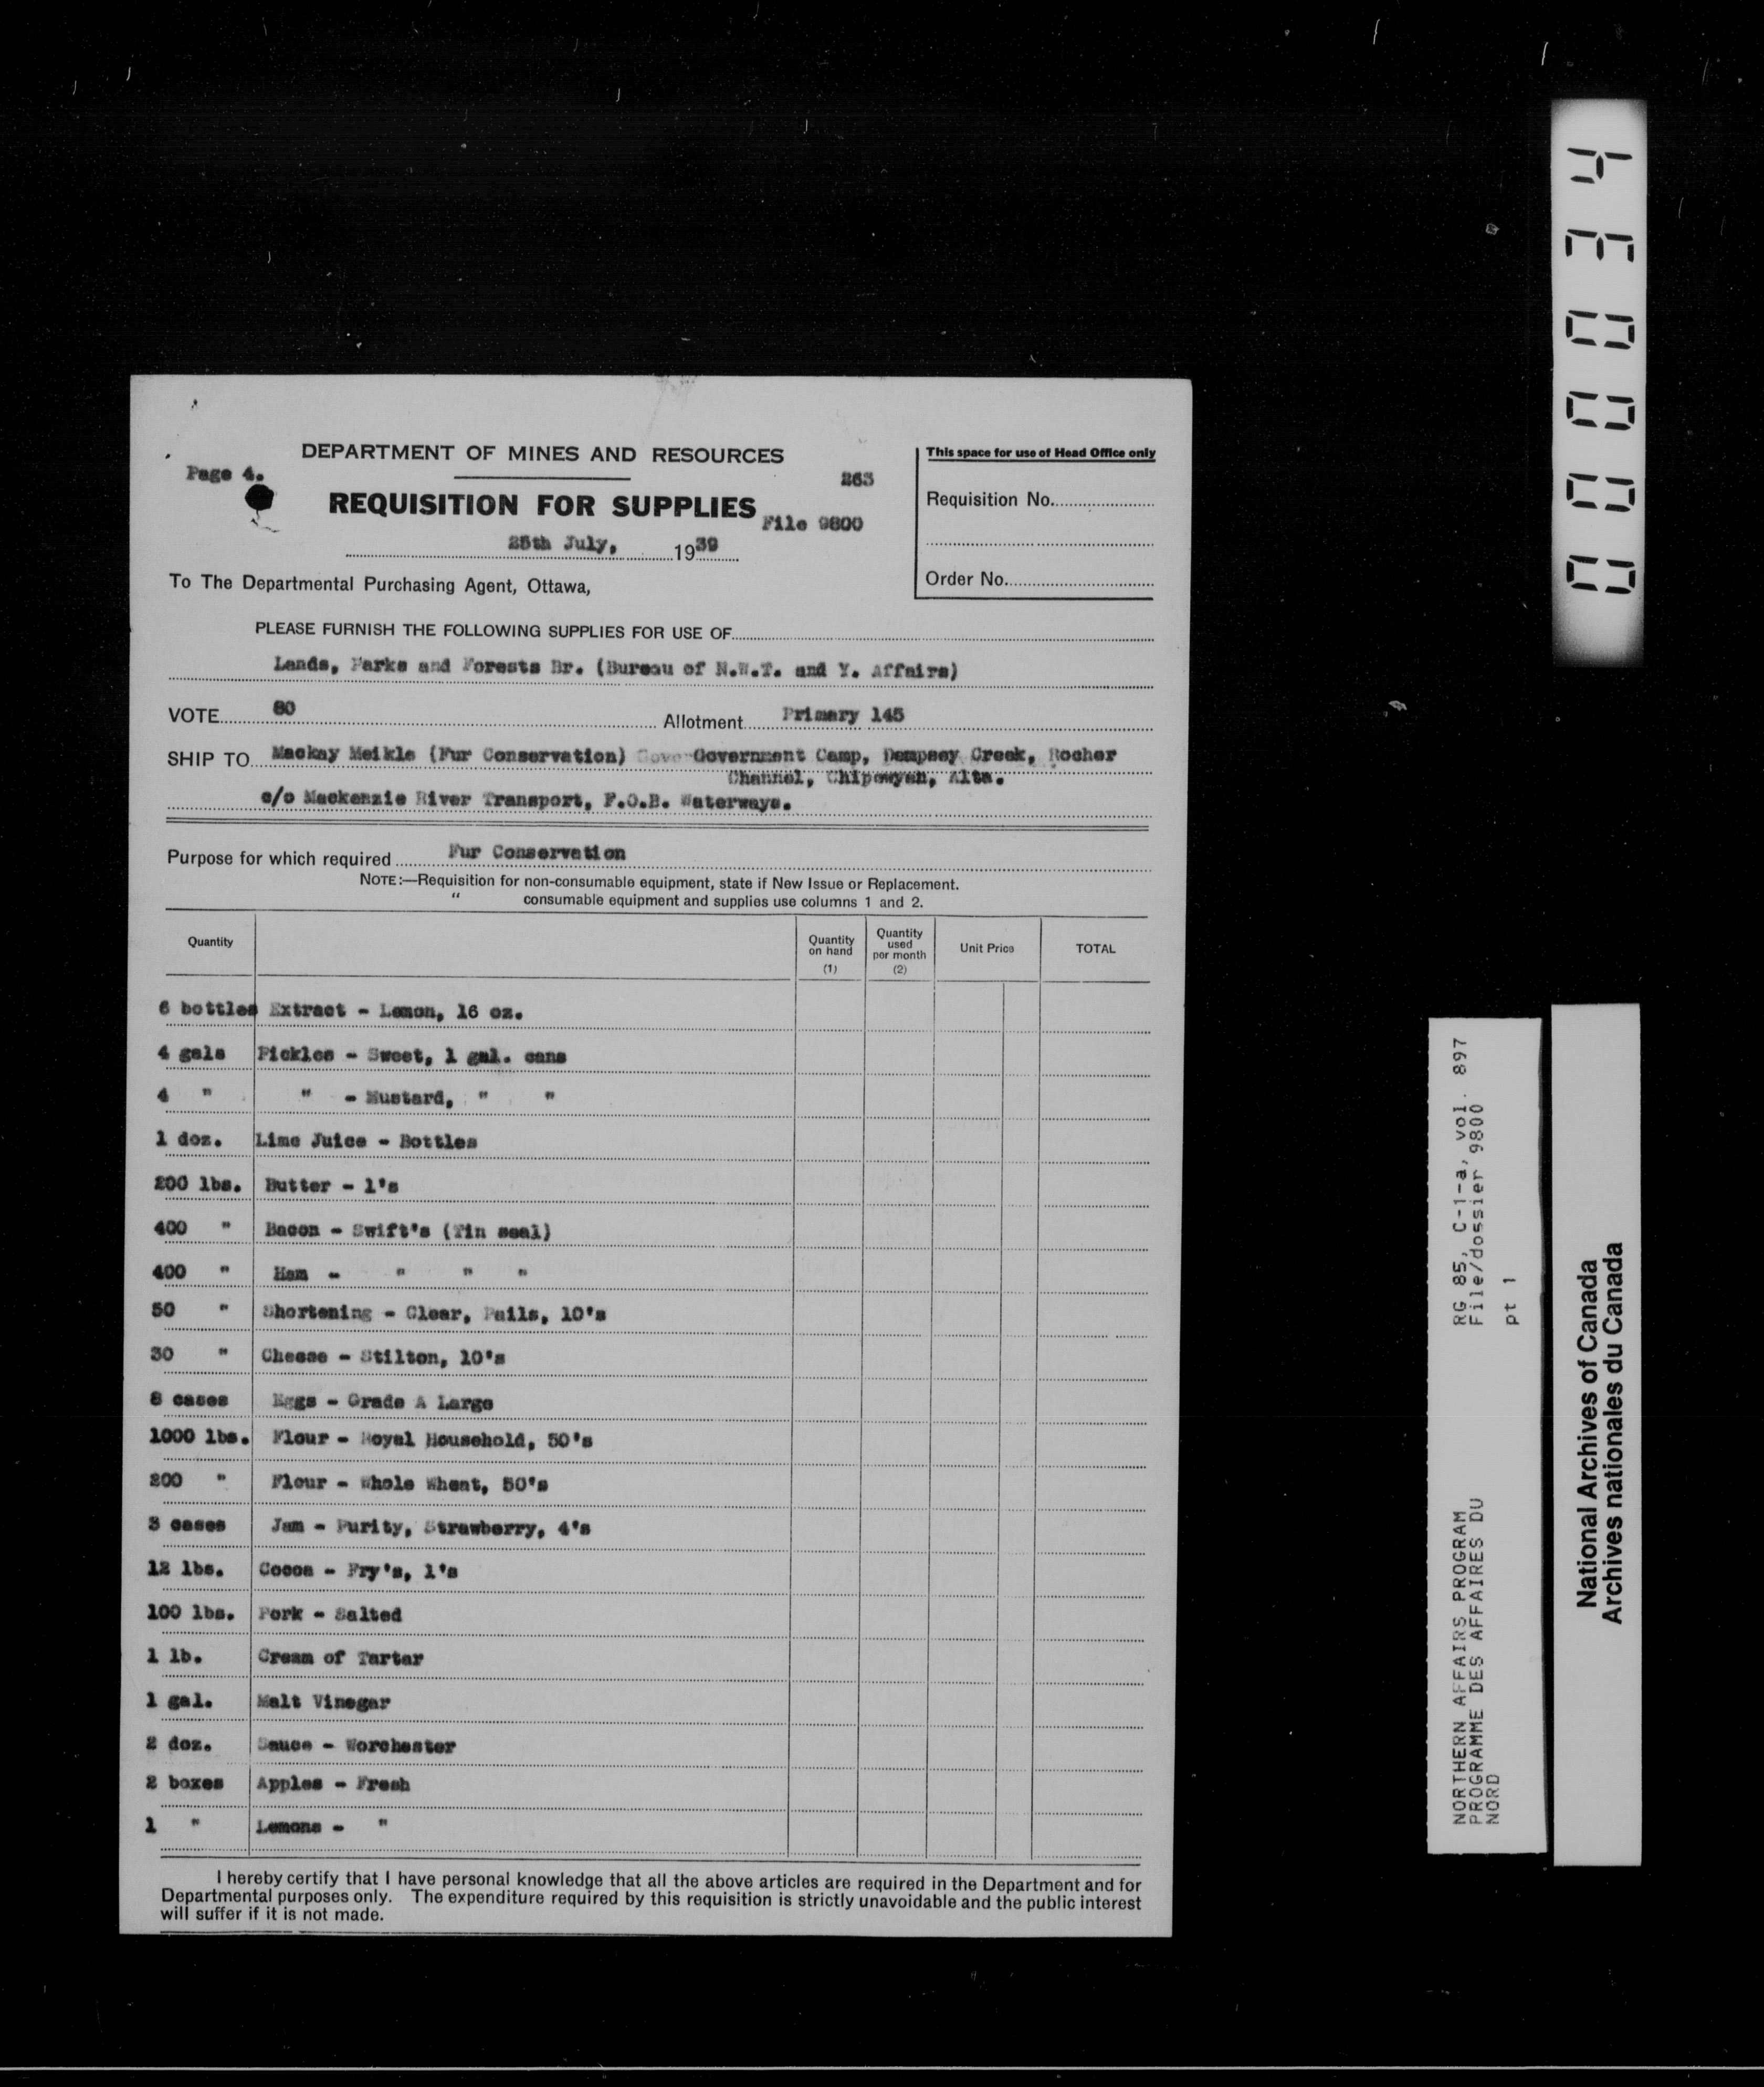 DEPARTMENT OF MINES AND RESOURCES
Page 4.
263
REQUISITION FOR SUPPLIES
File 9800
25th July, 1939
To The Departmental Purchasing Agent, Ottawa,
This space for use of Head Office only
Requisition No.
Order No.
PLEASE FURNISH THE FOLLOWING SUPPLIES FOR USE OF
Lands, Parks and Forests Br. (Bureau of N.W.T. and Y. Affairs)
VOTE 80 Allotment Primary 145
SHIP TO Mackay Meikle (Fur Conservation) Gove Government Camp, Dempsey Creek, Rocher
Channel, Chipewyan, Alta.
c/o Mackenzie River Transport, F.O.B. Waterways.
Purpose for which required Fur Conservation
NOTE:—Requisition for non-consumable equipment, state if New Issue or Replacement.
" consumable equipment and supplies use columns 1 and 2.
Quantity Quantity on hand (1) Quantity used per month (2) Unit Price TOTAL
6 bottles Extract - Lemon, 16 oz.
4 gals Pickles - Sweet, 1 gal. cans
4 " " - Mustard, " "
1 doz. Lime Juice - Bottles
200 lbs. Butter - 1's
400 " Bacon - Swift's (Tin seal)
400 " Ham - " " "
50 " Shortening - Clear, Pails, 10's
30 " Cheese - Stilton, 10's
8 cases Eggs - Grade A Large
1000 lbs. Flour - Royal Household, 50's
200 " Flour - Whole Wheat, 50's
3 cases Jam - Purity, Strawberry, 4's
12 lbs. Cocoa - Fry's, 1's
100 lbs. Pork - Salted
1 lb. Cream of Tartar
1 gal. Malt Vinegar
2 doz. Sauce - Worchester
2 boxes Apples - Fresh
1 " Lemons - "
I hereby certify that I have personal knowledge that all the above articles are required in the Department and for
Departmental purposes only. The expenditure required by this requisition is strictly unavoidable and the public interest
will suffer if it is not made.
RG 85, C-1-a, vol. 897
File/dossier 9800
pt 1
NORTHERN AFFAIRS PROGRAM
PROGRAMME DES AFFAIRES DU
NORD
National Archives of Canada
Archives nationales du Canada
000034